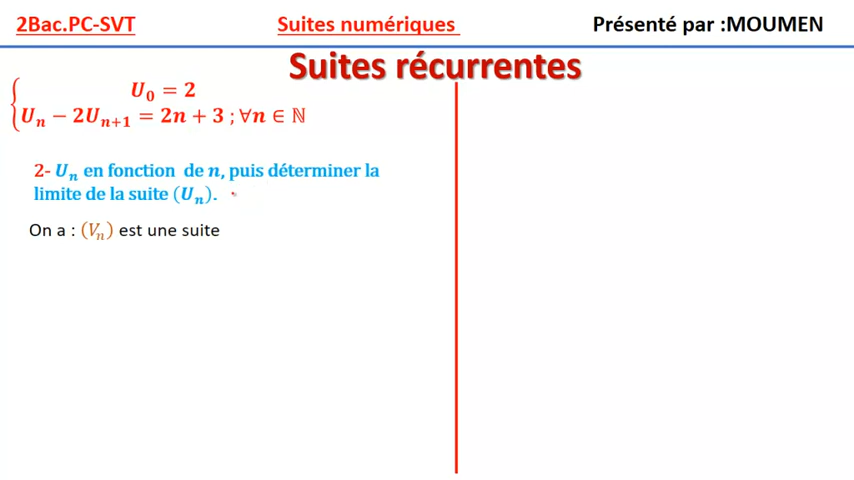 2Bac.PC-SVT Suites numériques Présenté par :MOUMEN
Suites récurrentes
U₀ = 2
Uₙ − 2Uₙ₊₁ = 2n + 3 ; ∀n ∈ ℕ
2- Uₙ en fonction de n, puis déterminer la
limite de la suite (Uₙ).
On a : (Vₙ) est une suite